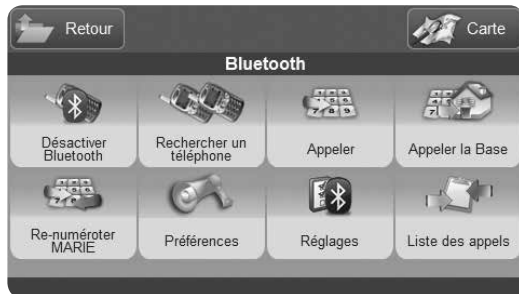 Retour
Carte
Bluetooth
Désactiver
Bluetooth
Rechercher un
téléphone
Appeler
Appeler la Base
Re-numéroter
MARIE
Préférences
Réglages
Liste des appels